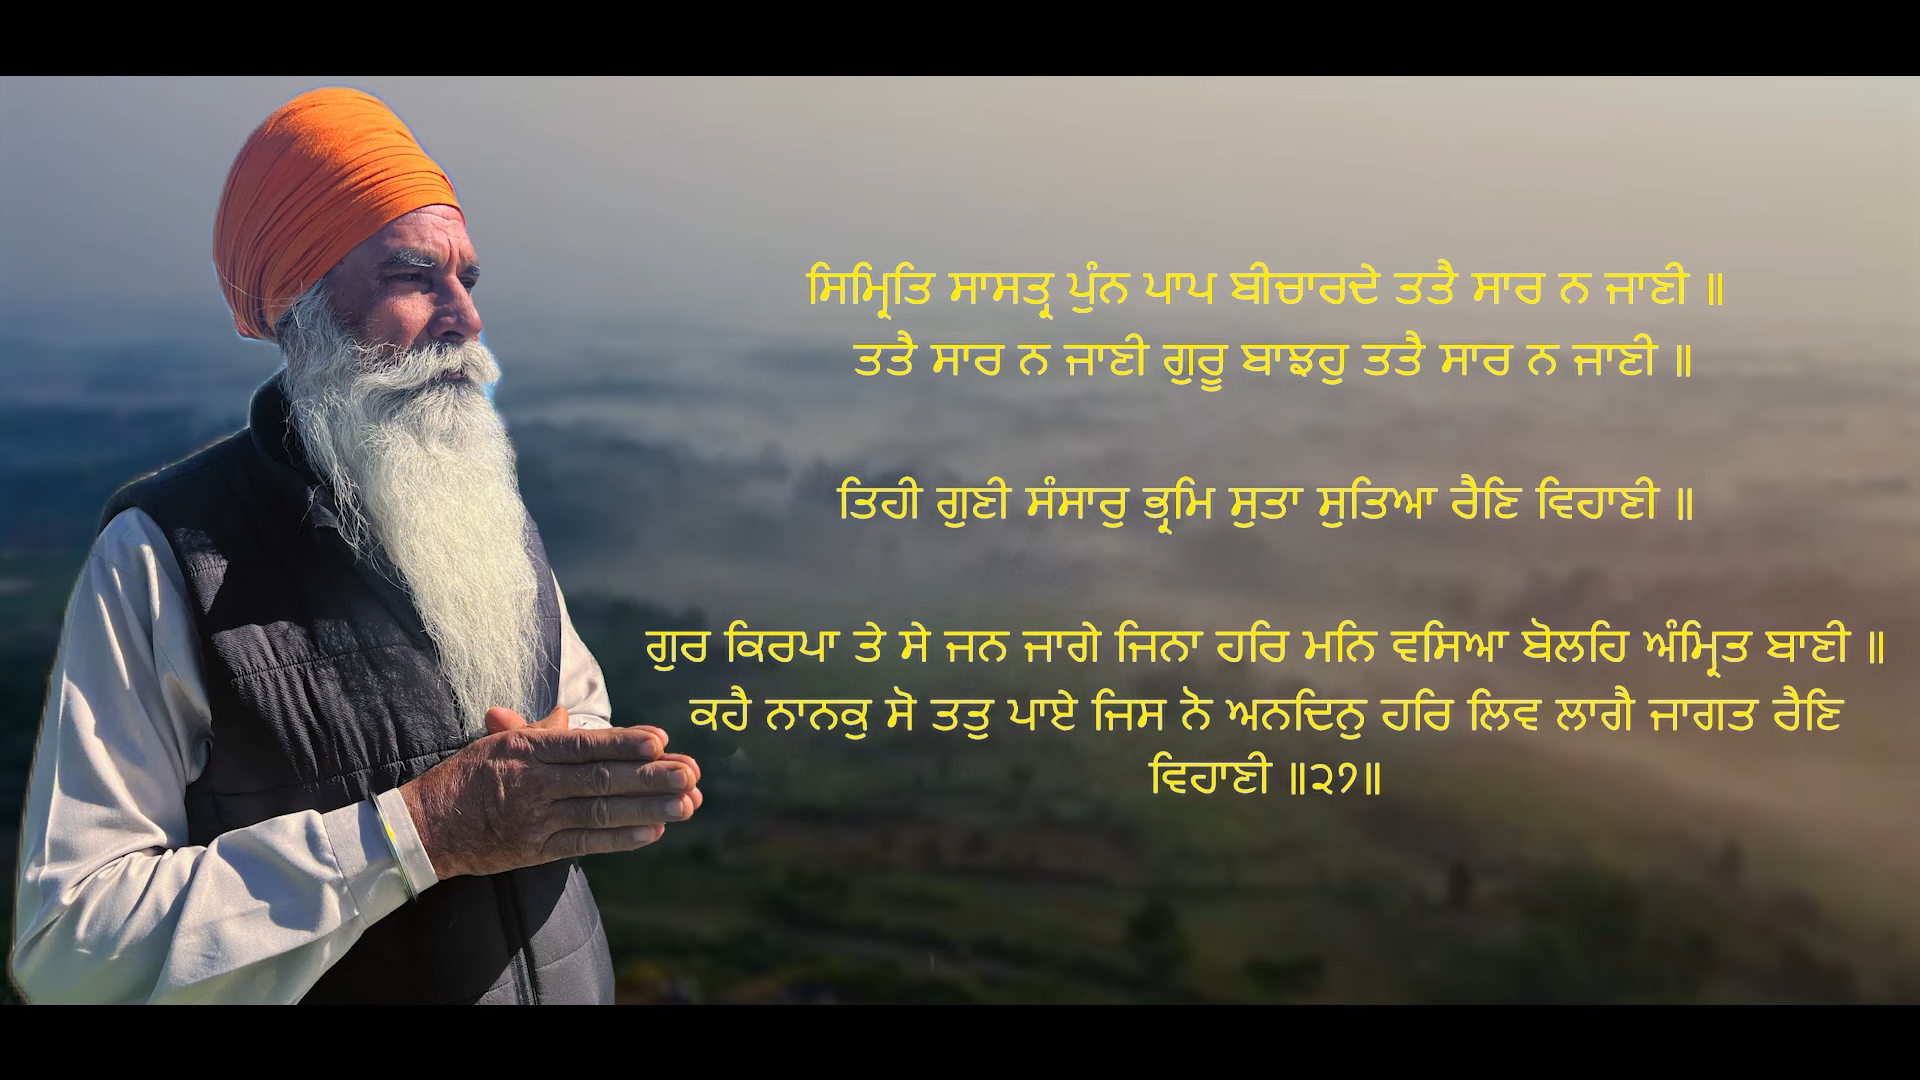 ਸਿਮ੍ਰਿਤਿ ਸਾਸਤ੍ਰ ਪੁੰਨ ਪਾਪ ਬੀਚਾਰਦੇ ਤਤੈ ਸਾਰ ਨ ਜਾਣੀ ॥
ਤਤੈ ਸਾਰ ਨ ਜਾਣੀ ਗੁਰੂ ਬਾਝਹੁ ਤਤੈ ਸਾਰ ਨ ਜਾਣੀ ॥
ਤਿਹੀ ਗੁਣੀ ਸੰਸਾਰੁ ਭ੍ਰਮਿ ਸੁਤਾ ਸੁਤਿਆ ਰੈਣਿ ਵਿਹਾਣੀ ॥
ਗੁਰ ਕਿਰਪਾ ਤੇ ਸੇ ਜਨ ਜਾਗੇ ਜਿਨਾ ਹਰਿ ਮਨਿ ਵਸਿਆ ਬੋਲਹਿ ਅੰਮ੍ਰਿਤ ਬਾਣੀ ॥
ਕਹੈ ਨਾਨਕੁ ਸੋ ਤਤੁ ਪਾਏ ਜਿਸ ਨੋ ਅਨਦਿਨੁ ਹਰਿ ਲਿਵ ਲਾਗੈ ਜਾਗਤ ਰੈਣਿ
ਵਿਹਾਣੀ ॥੨੭॥